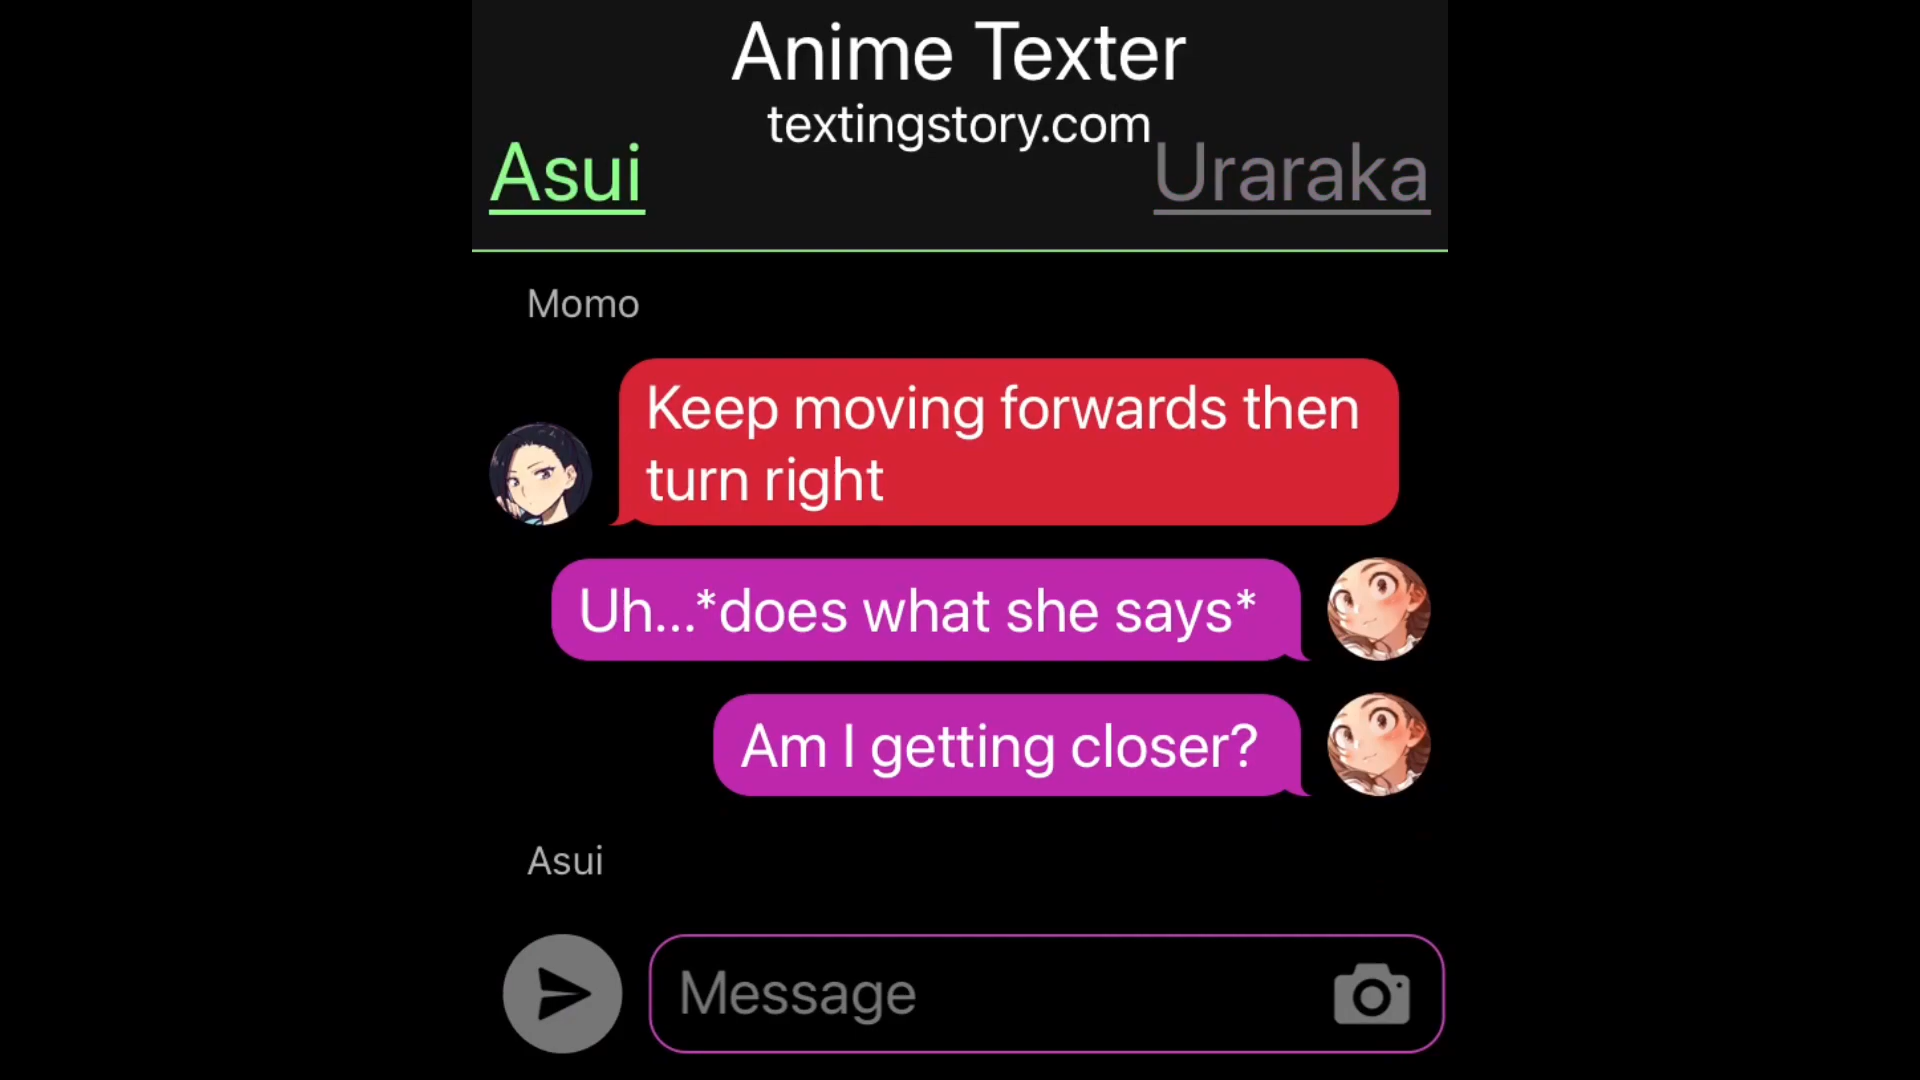 Anime Texter
textingstory.com
Asui
Uraraka
Momo
Keep moving forwards then
turn right
Uh...*does what she says*
Am I getting closer?
Asui
Message